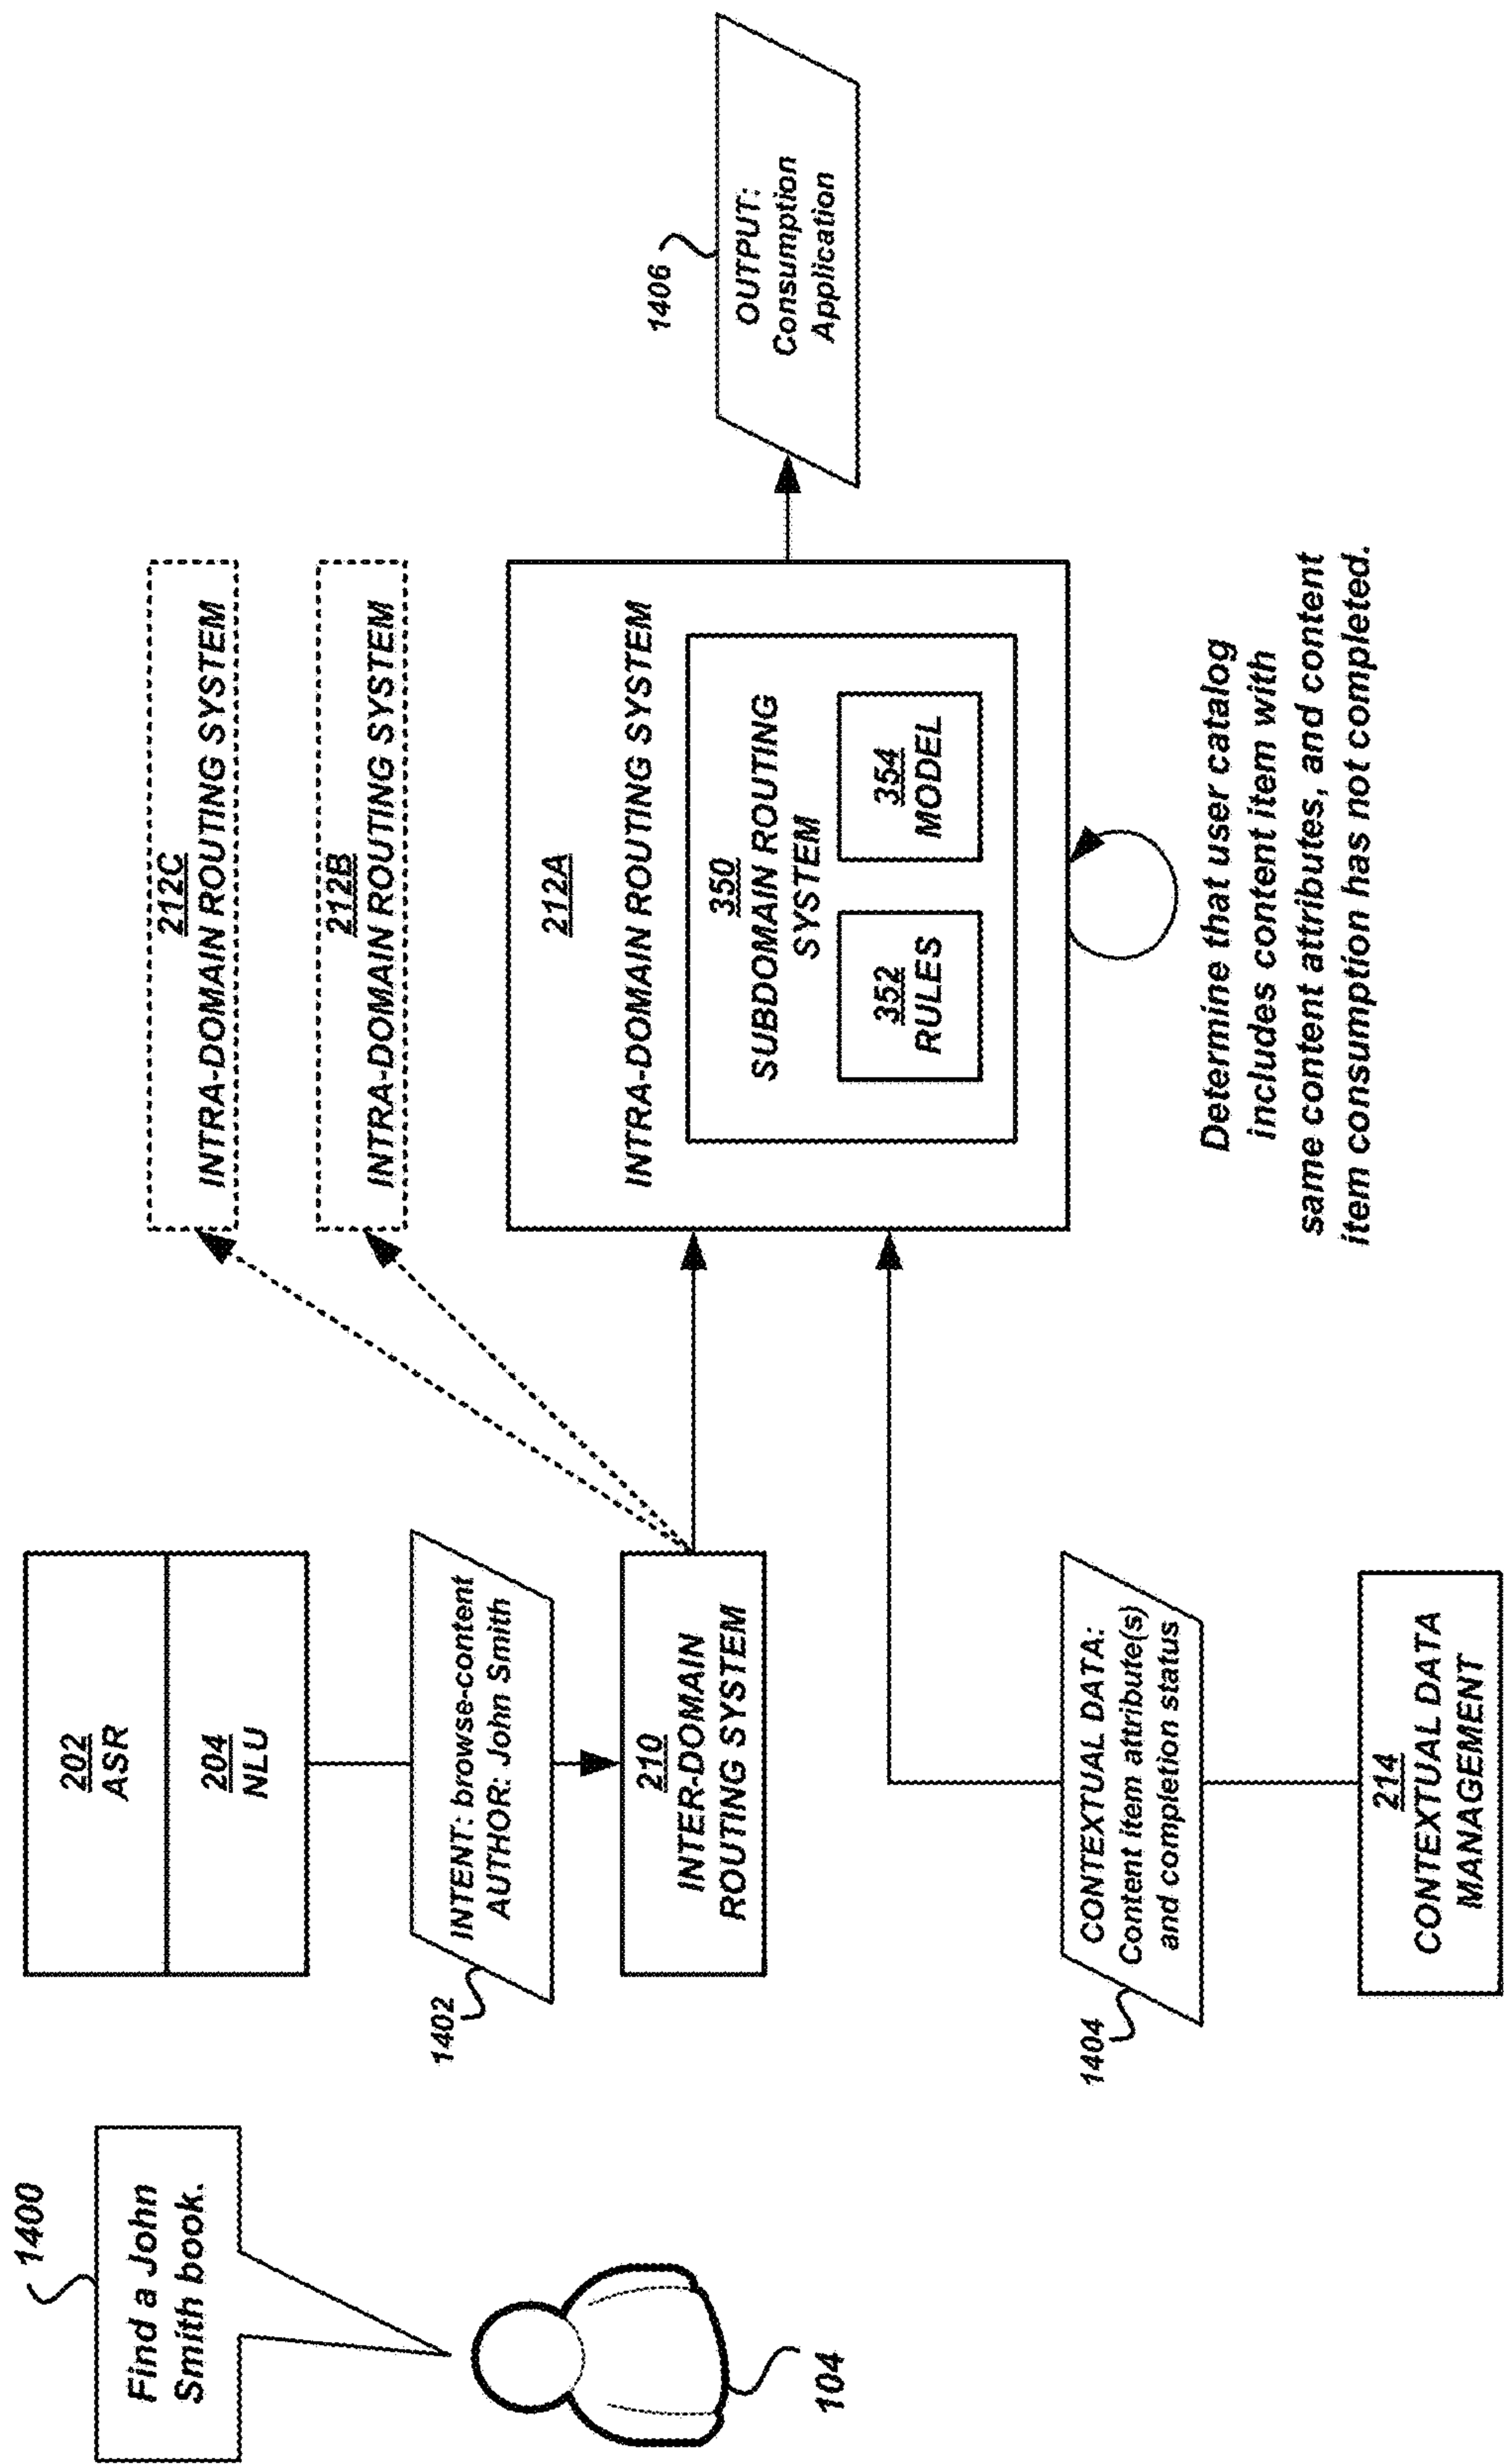 1400
Find a John
Smith book.
104
202
ASR
204
NLU
1402
INTENT: browse-content
AUTHOR: John Smith
210
INTER-DOMAIN
ROUTING SYSTEM
1404
CONTEXTUAL DATA:
Content item attribute(s)
and completion status
214
CONTEXTUAL DATA
MANAGEMENT
212C
INTRA-DOMAIN ROUTING SYSTEM
212B
INTRA-DOMAIN ROUTING SYSTEM
212A
INTRA-DOMAIN ROUTING SYSTEM
350
SUBDOMAIN ROUTING
SYSTEM
352
RULES
354
MODEL
Determine that user catalog
includes content item with
same content attributes, and content
item consumption has not completed.
1406
OUTPUT:
Consumption
Application